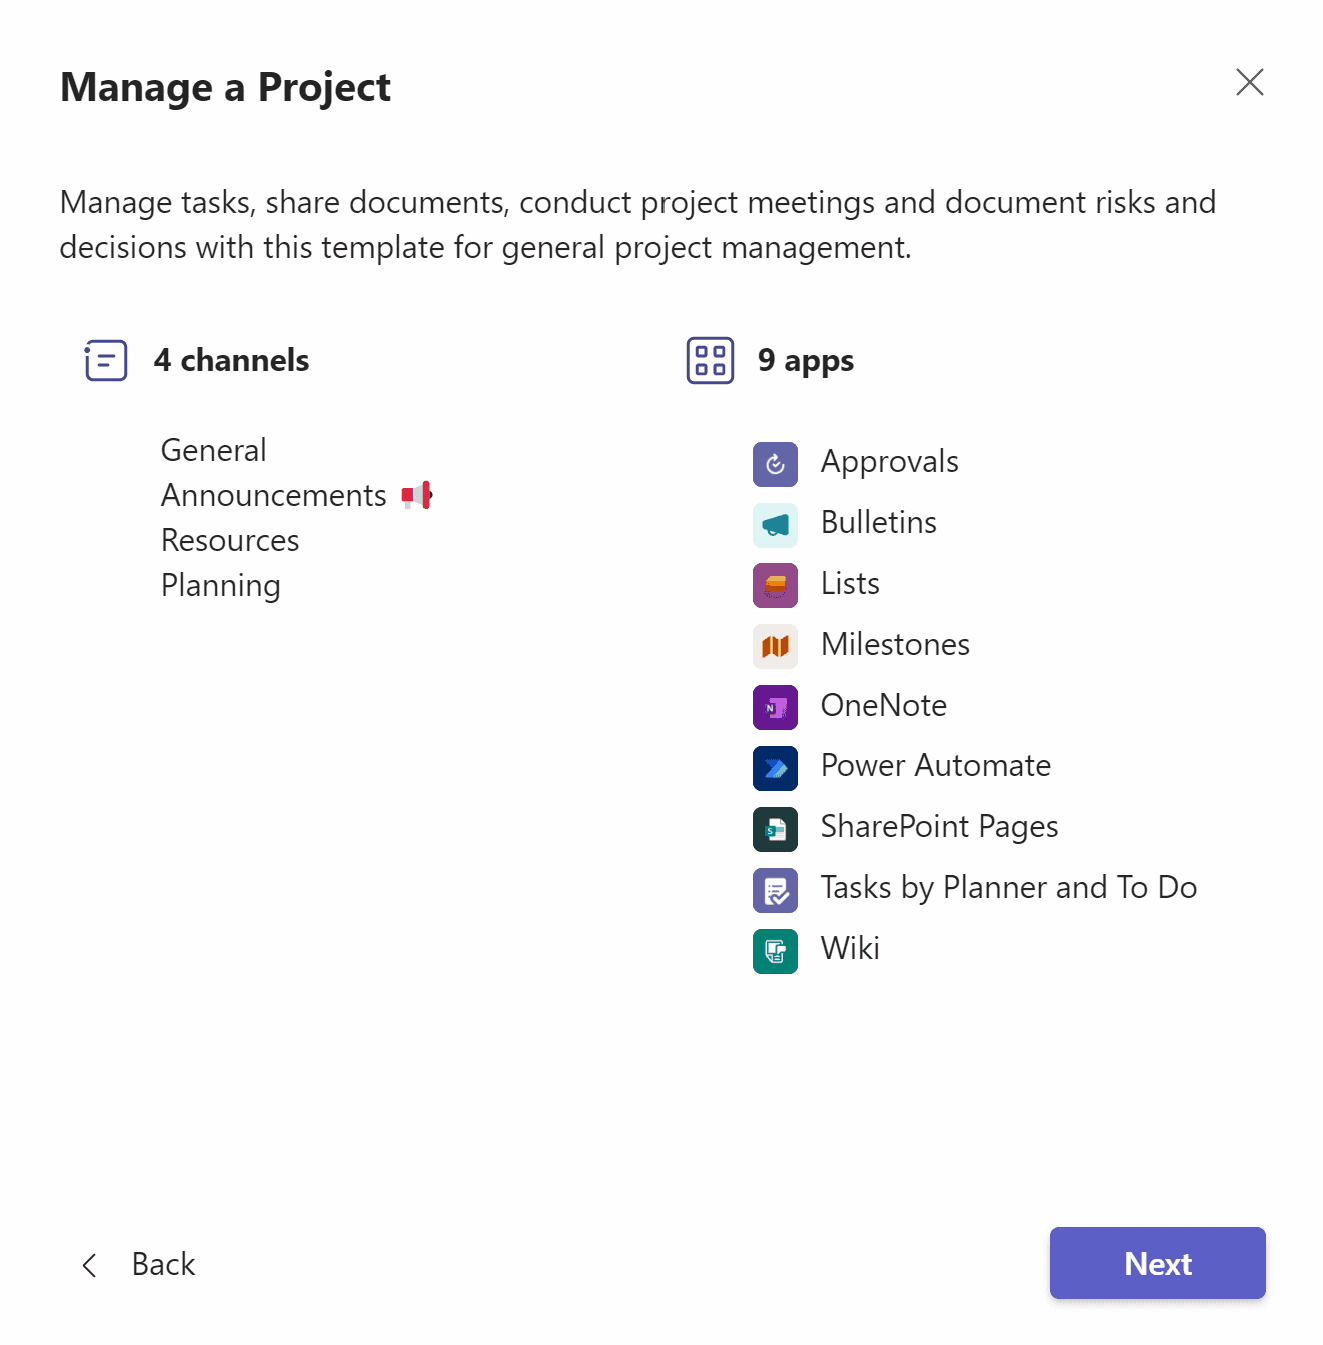 Manage a Project
Manage tasks, share documents, conduct project meetings and document risks and
decisions with this template for general project management.
4 channels
General
Announcements 📢
Resources
Planning
9 apps
Approvals
Bulletins
Lists
Milestones
N
OneNote
Power Automate
S
SharePoint Pages
Tasks by Planner and To Do
Wiki
Back
Next